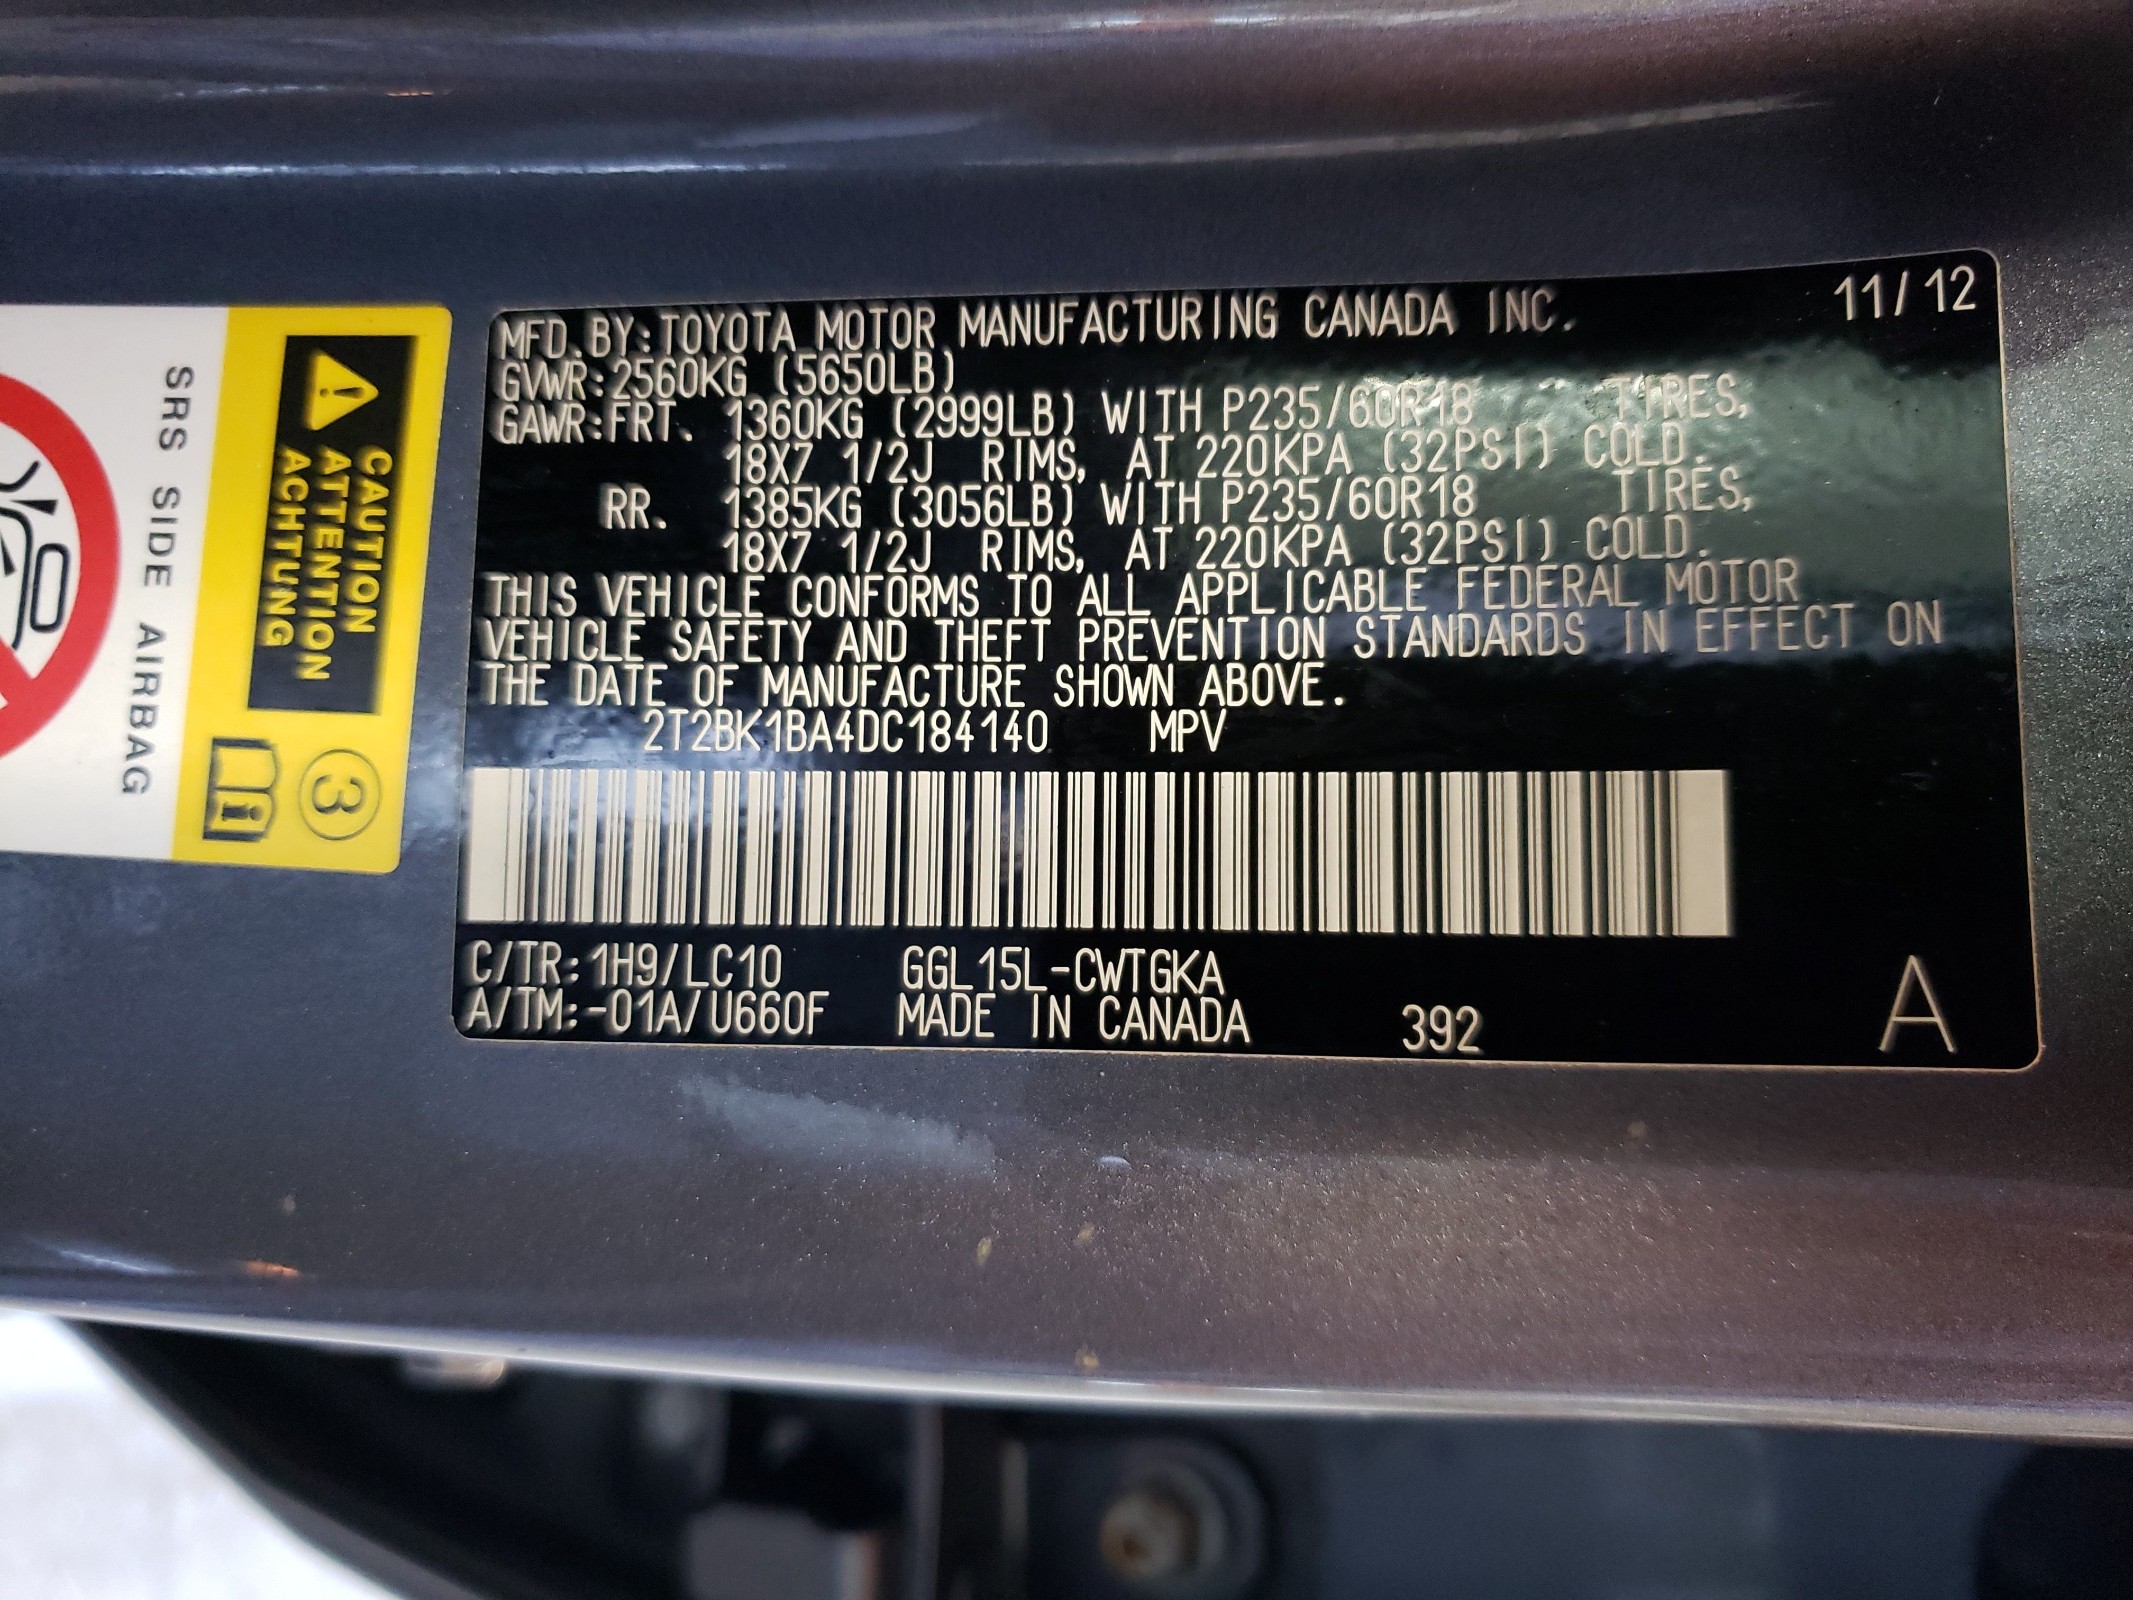 MFD. BY: TOYOTA MOTOR MANUFACTURING CANADA INC. 11/12
GVWR: 2560KG (5650LB)
GAWR: FRT. 1360KG (2999LB) WITH P235/60R18 TIRES,
18X7 1/2J RIMS, AT 220KPA (32PSI) COLD.
RR. 1385KG (3056LB) WITH P235/60R18 TIRES,
18X7 1/2J RIMS, AT 220KPA (32PSI) COLD.
THIS VEHICLE CONFORMS TO ALL APPLICABLE FEDERAL MOTOR
VEHICLE SAFETY AND THEFT PREVENTION STANDARDS IN EFFECT ON
THE DATE OF MANUFACTURE SHOWN ABOVE.
2T2BK1BA4DC184140 MPV
C/TR: 1H9/LC10 GGL15L-CWTGKA
A/TM: -01A/U660F MADE IN CANADA 392 A
CAUTION
ATTENTION
ACHTUNG
3
SRS SIDE AIRBAG